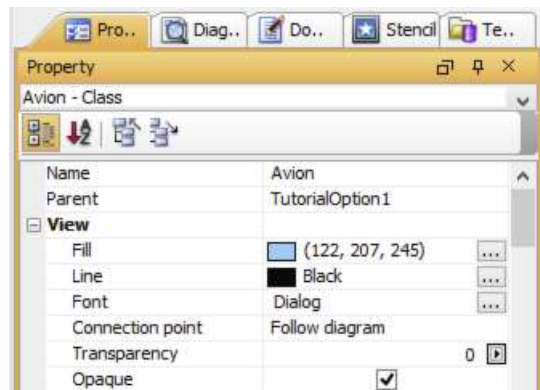 Pro.. Diag.. Do.. Stencil Te..
Property
Avion - Class
Name Avion
Parent TutorialOption1
View
Fill (122, 207, 245) ...
Line Black ...
Font Dialog ...
Connection point Follow diagram
Transparency 0
Opaque